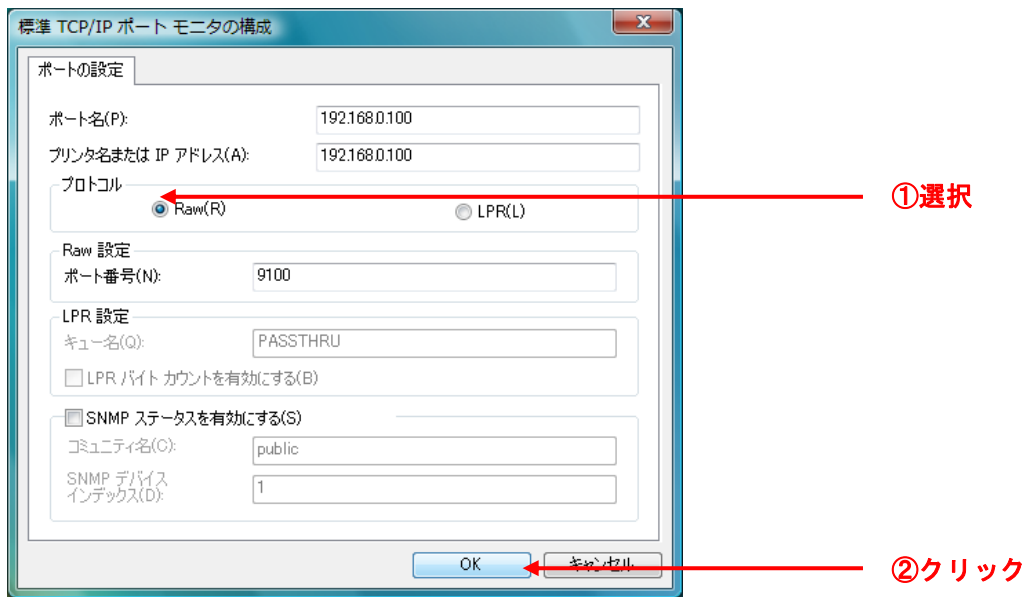 標準 TCP/IP ポート モニタの構成
ポートの設定
ポート名(P):
192.168.0.100
プリンタ名または IP アドレス(A):
192.168.0.100
プロトコル
Raw(R)
LPR(L)
①選択
Raw 設定
ポート番号(N):
9100
LPR 設定
キュー名(Q):
PASSTHRU
LPR バイト カウントを有効にする(B)
SNMP ステータスを有効にする(S)
コミュニティ名(C):
public
SNMP デバイス
インデックス(D):
1
OK
キャンセル
②クリック